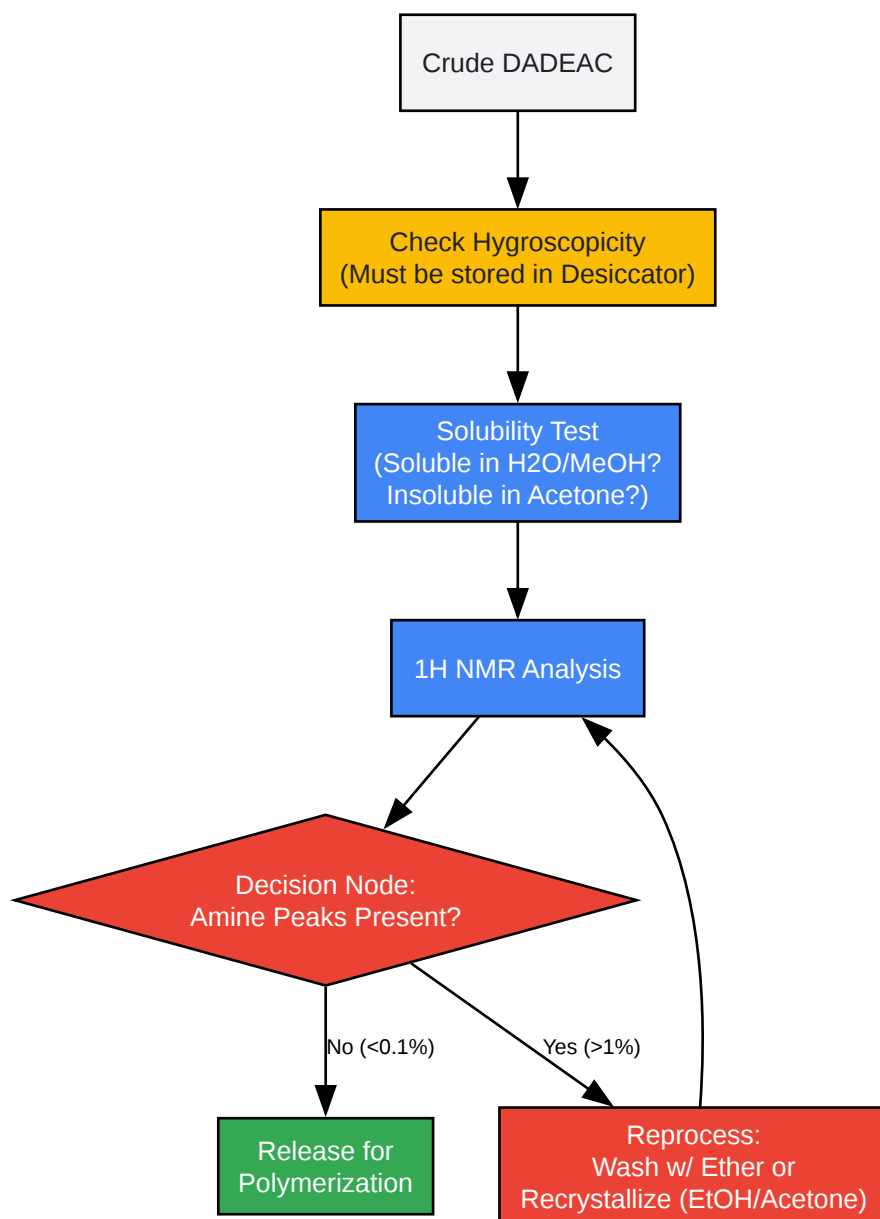 Crude DADEAC
Check Hygroscopicity
(Must be stored in Desiccator)
Solubility Test
(Soluble in H2O/MeOH?
Insoluble in Acetone?)
1H NMR Analysis
Decision Node:
Amine Peaks Present?
No (<0.1%)
Yes (>1%)
Release for
Polymerization
Reprocess:
Wash w/ Ether or
Recrystallize (EtOH/Acetone)